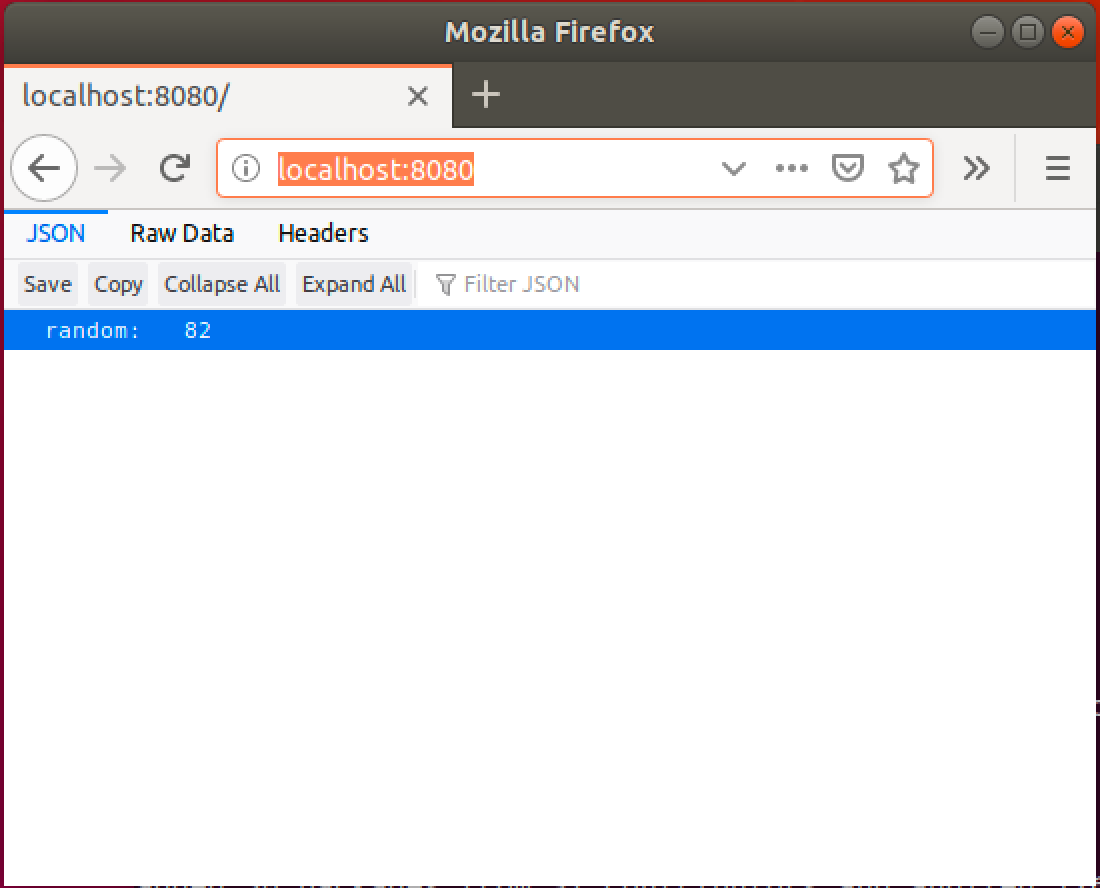 Mozilla Firefox
localhost:8080/
localhost:8080
JSON Raw Data Headers
Save Copy Collapse All Expand All Filter JSON
random: 82